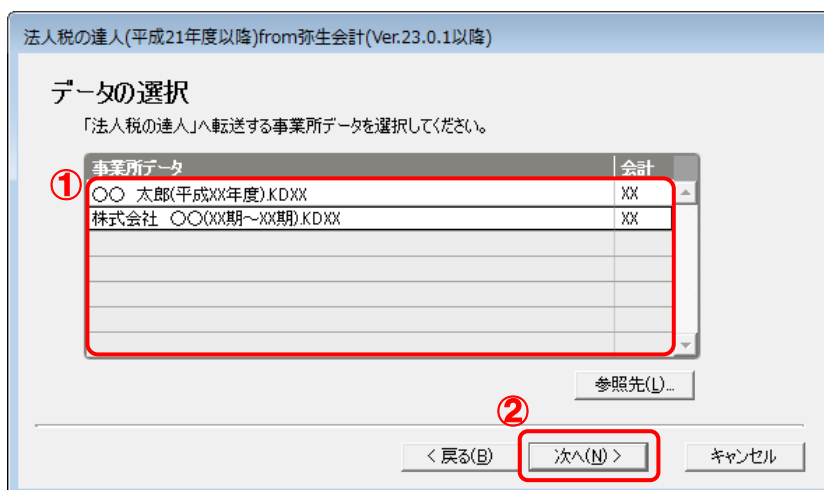 法人税の達人(平成21年度以降)from弥生会計(Ver.23.0.1以降)
データの選択
「法人税の達人」へ転送する事業所データを選択してください。
①
事業所データ 会計
〇〇 太郎(平成XX年度).KDXX XX
株式会社 〇〇(XX期～XX期).KDXX XX
参照先(L)...
②
< 戻る(B) 次へ(N) > キャンセル